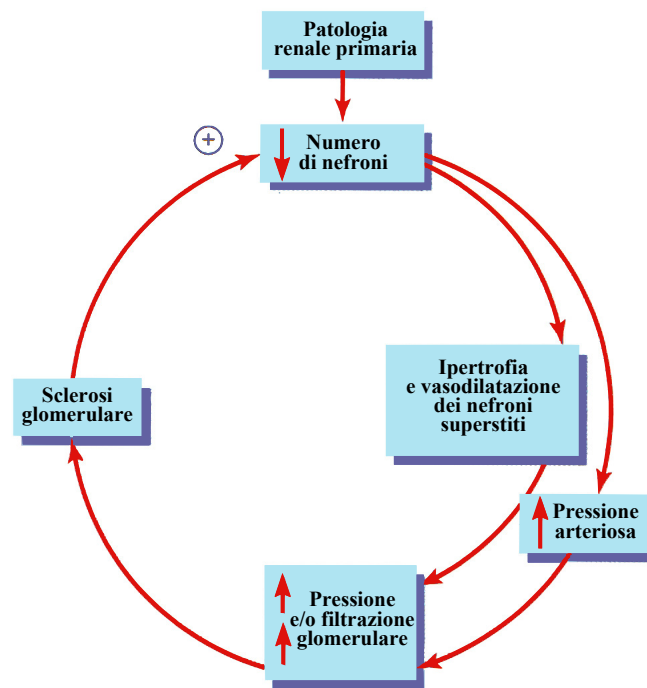 Patologia
renale primaria
+
Numero
di nefroni
Ipertrofia
e vasodilatazione
dei nefroni
superstiti
Sclerosi
glomerulare
Pressione
arteriosa
Pressione
e/o filtrazione
glomerulare